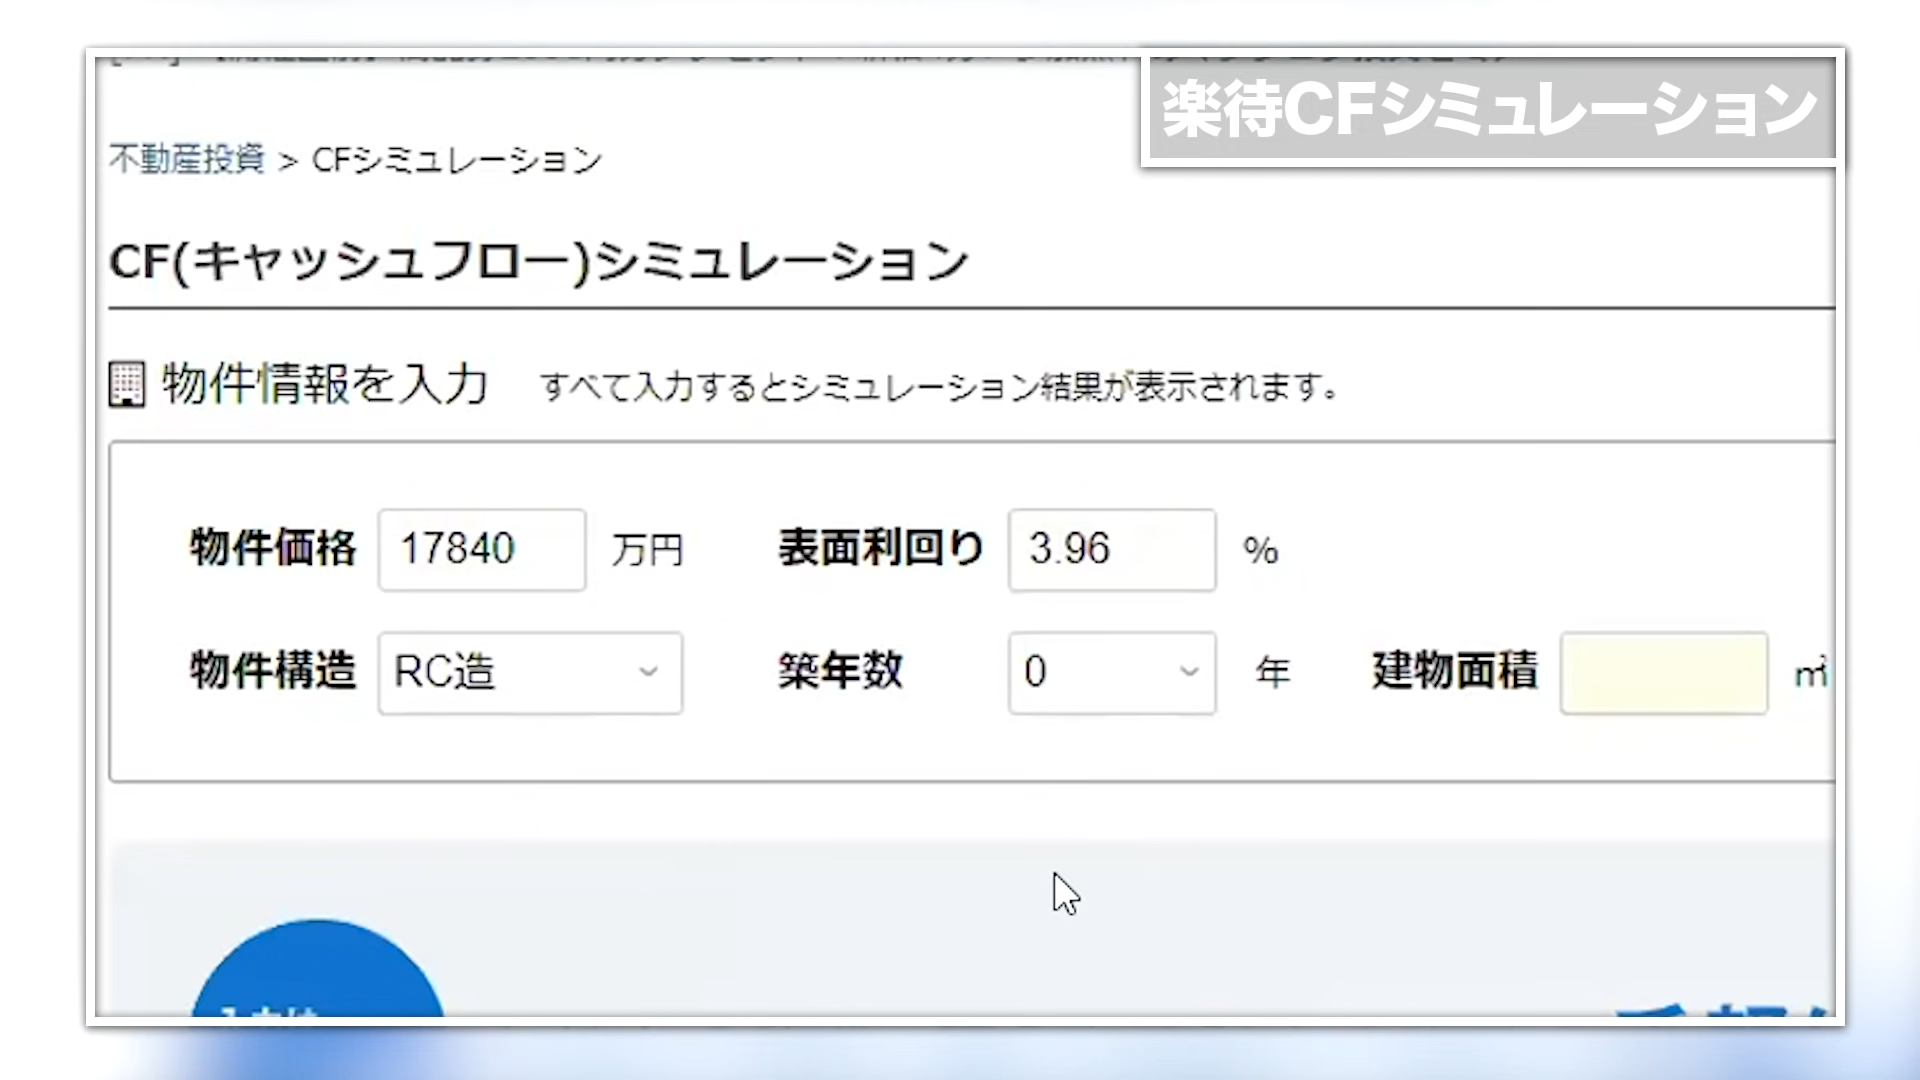 楽待CFシミュレーション
不動産投資 > CFシミュレーション
CF(キャッシュフロー)シミュレーション
物件情報を入力 すべて入力するとシミュレーション結果が表示されます。
物件価格 17840 万円 表面利回り 3.96 %
物件構造 RC造 築年数 0 年 建物面積 ㎡